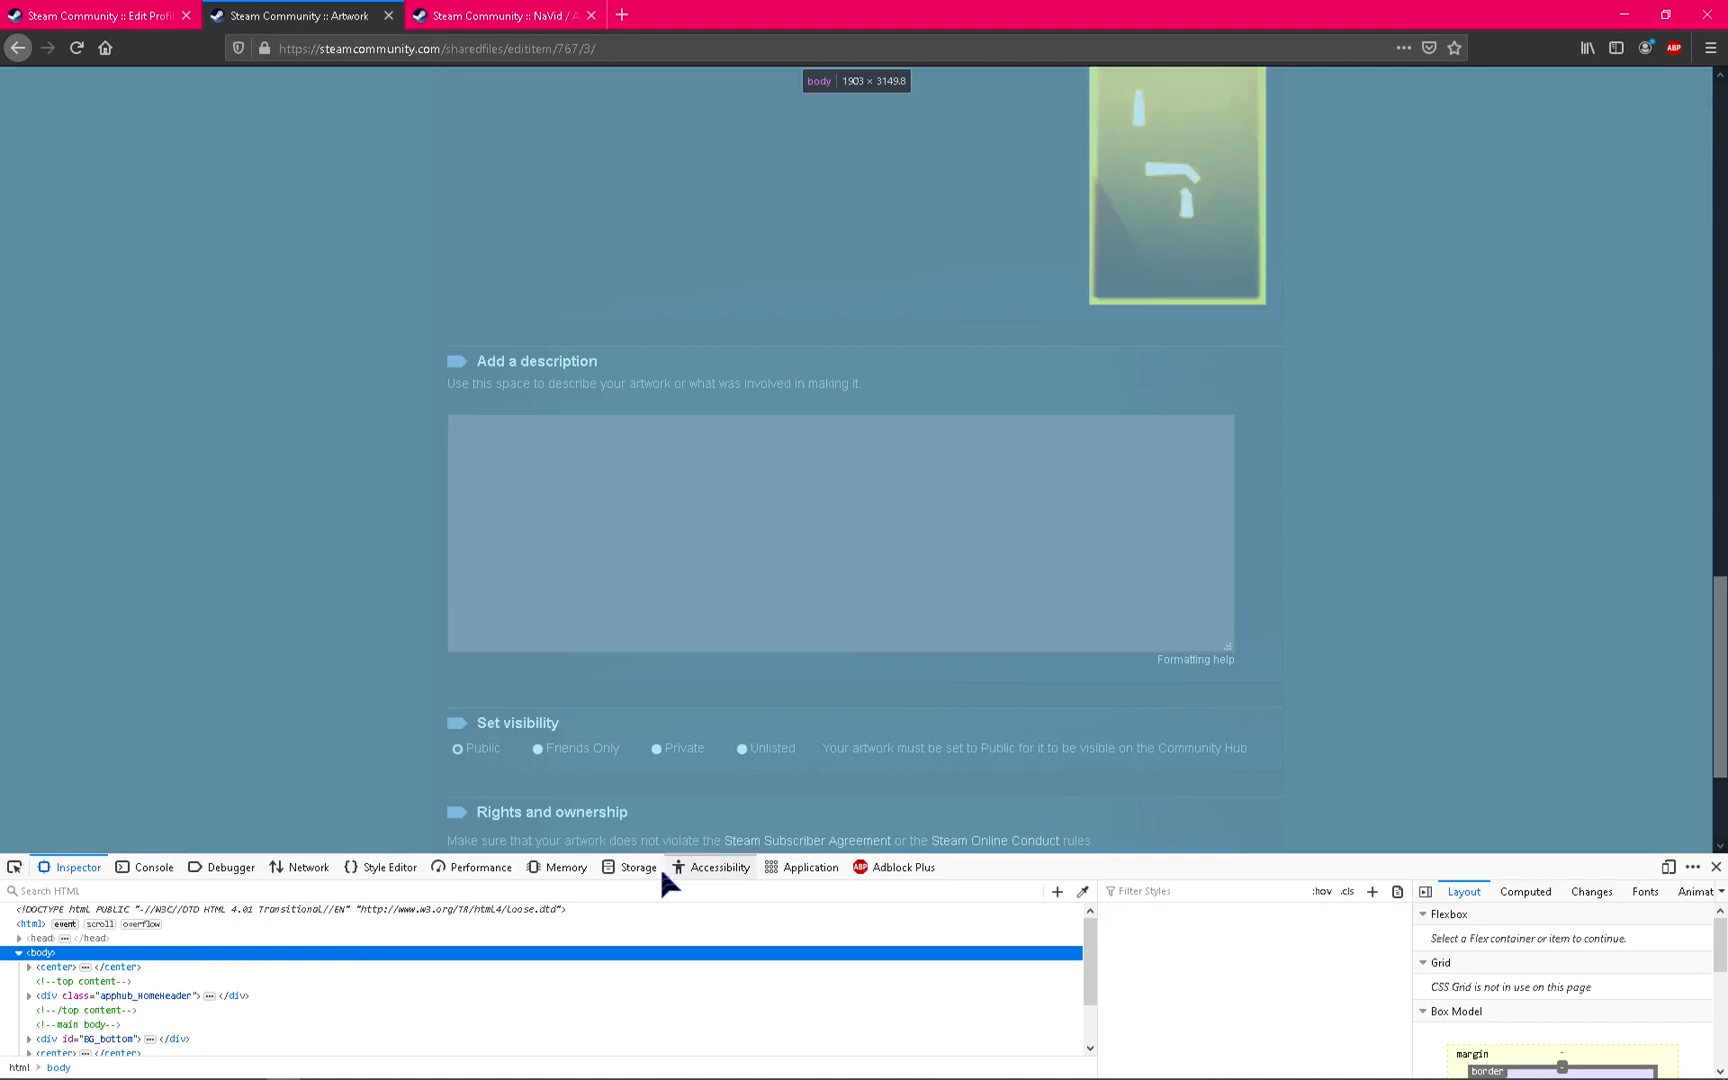 Steam Community :: Edit Profi
Steam Community :: Artwork
Steam Community :: NaVid / A
https://steamcommunity.com/sharedfiles/edititem/767/3/
ABP
body 1903 × 3149.8
Add a description
Use this space to describe your artwork or what was involved in making it.
Formatting help
Set visibility
Public Friends Only Private Unlisted Your artwork must be set to Public for it to be visible on the Community Hub
Rights and ownership
Make sure that your artwork does not violate the Steam Subscriber Agreement or the Steam Online Conduct rules.
Inspector Console Debugger Network Style Editor Performance Memory Storage Accessibility Application ABP Adblock Plus
Search HTML
Filter Styles :hov .cls Layout Computed Changes Fonts Animat
<!DOCTYPE html PUBLIC "-//W3C//DTD HTML 4.01 Transitional//EN" "http://www.w3.org/TR/html4/loose.dtd">
<html> event scroll overflow
<head> ... </head>
<body>
<center> ... </center>
<!--top content-->
<div class="apphub_HomeHeader"> ... </div>
<!--/top content-->
<!--main body-->
<div id="BG_bottom"> ... </div>
<center> ... </center>
html > body
Flexbox
Select a Flex container or item to continue.
Grid
CSS Grid is not in use on this page
Box Model
margin -
border -